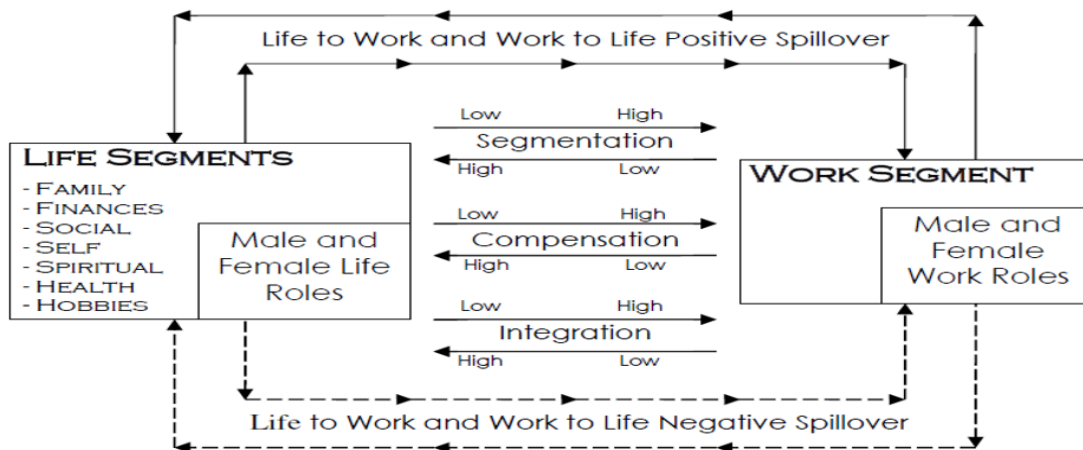 Life to Work and Work to Life Positive Spillover
Low High
Segmentation
High Low
LIFE SEGMENTS
- FAMILY
- FINANCES
- SOCIAL
- SELF
- SPIRITUAL
- HEALTH
- HOBBIES
Male and
Female Life
Roles
Low High
Compensation
High Low
WORK SEGMENT
Male and
Female
Work Roles
Low High
Integration
High Low
Life to Work and Work to Life Negative Spillover